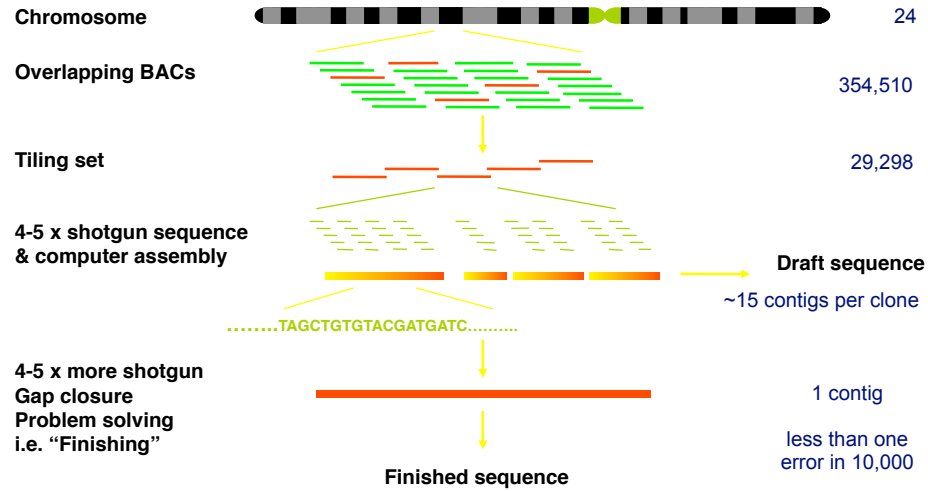 Chromosome
24
Overlapping BACs
354,510
Tiling set
29,298
4-5 x shotgun sequence
& computer assembly
Draft sequence
~15 contigs per clone
........TAGCTGTGTACGATGATC..........
4-5 x more shotgun
Gap closure
Problem solving
i.e. “Finishing”
1 contig
less than one
error in 10,000
Finished sequence